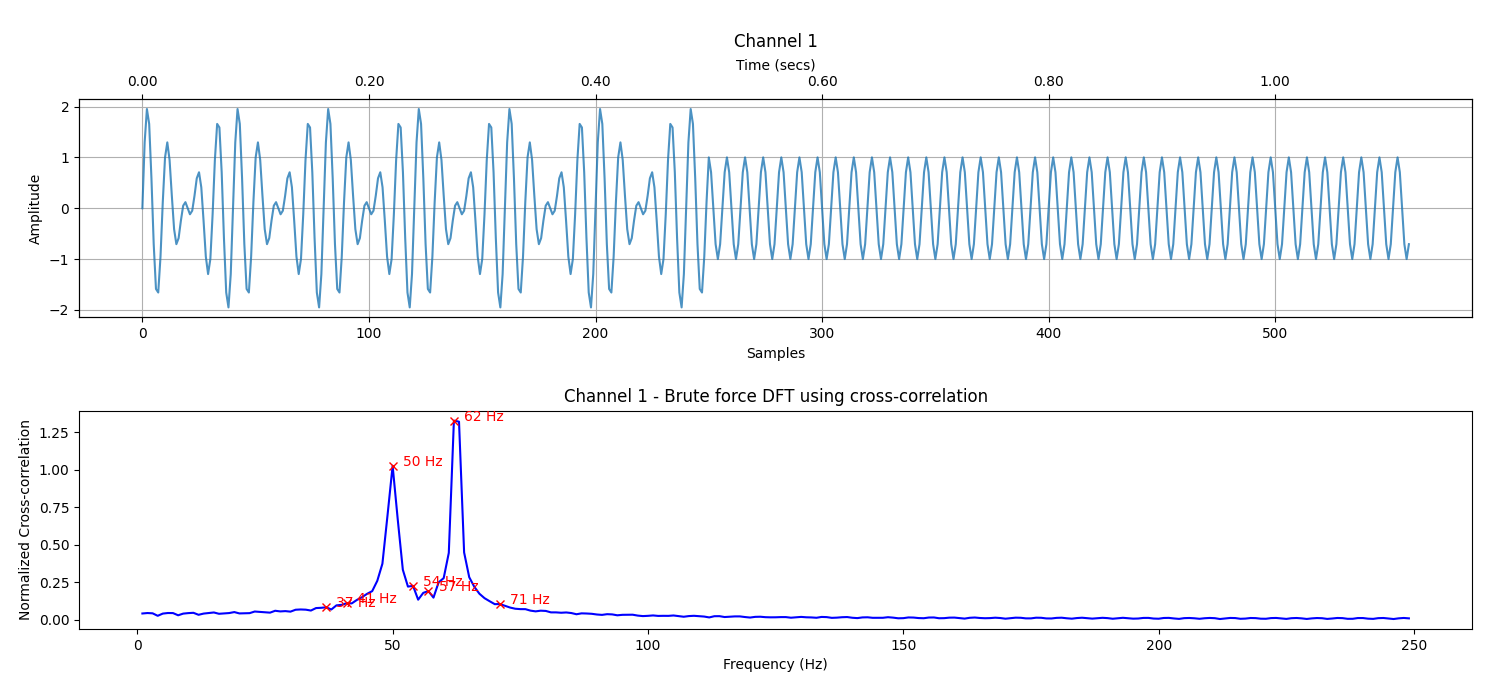 Channel 1
Time (secs)
0.00 0.20 0.40 0.60 0.80 1.00
Amplitude
2
1
0
−1
−2
0 100 200 300 400 500
Samples
Channel 1 - Brute force DFT using cross-correlation
Normalized Cross-correlation
1.25
1.00
0.75
0.50
0.25
0.00
62 Hz
50 Hz
54 Hz
57 Hz
37 Hz
41 Hz
71 Hz
0 50 100 150 200 250
Frequency (Hz)